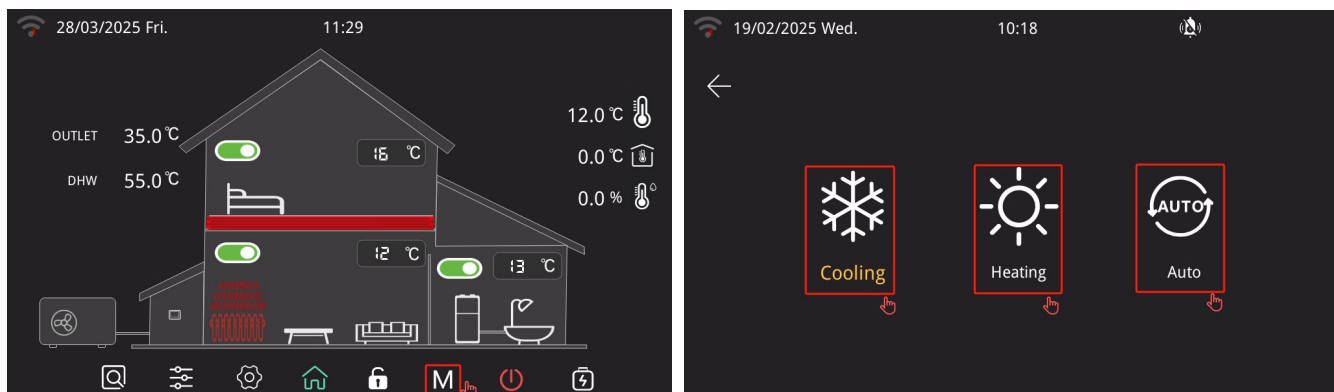 28/03/2025 Fri.
11:29
OUTLET 35.0 ℃
DHW 55.0 ℃
12.0 ℃
0.0 ℃
0.0 %
16 ℃
12 ℃
13 ℃
M
19/02/2025 Wed.
10:18
AUTO
Cooling
Heating
Auto